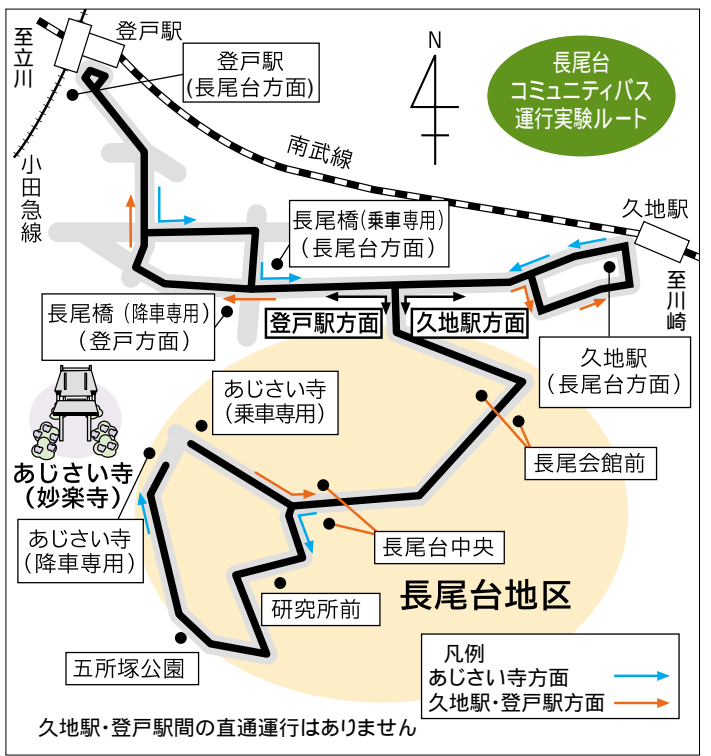 登戸駅
至立川
小田急線
登戸駅
(長尾台方面)
N
南武線
長尾台
コミュニティバス
運行実験ルート
長尾橋(乗車専用)
(長尾台方面)
久地駅
至川崎
長尾橋(降車専用)
(登戸方面)
登戸駅方面
久地駅方面
久地駅
(長尾台方面)
あじさい寺
(乗車専用)
あじさい寺
(妙楽寺)
長尾会館前
あじさい寺
(降車専用)
長尾台中央
研究所前
長尾台地区
五所塚公園
凡例
あじさい寺方面
久地駅・登戸駅方面
久地駅・登戸駅間の直通運行はありません